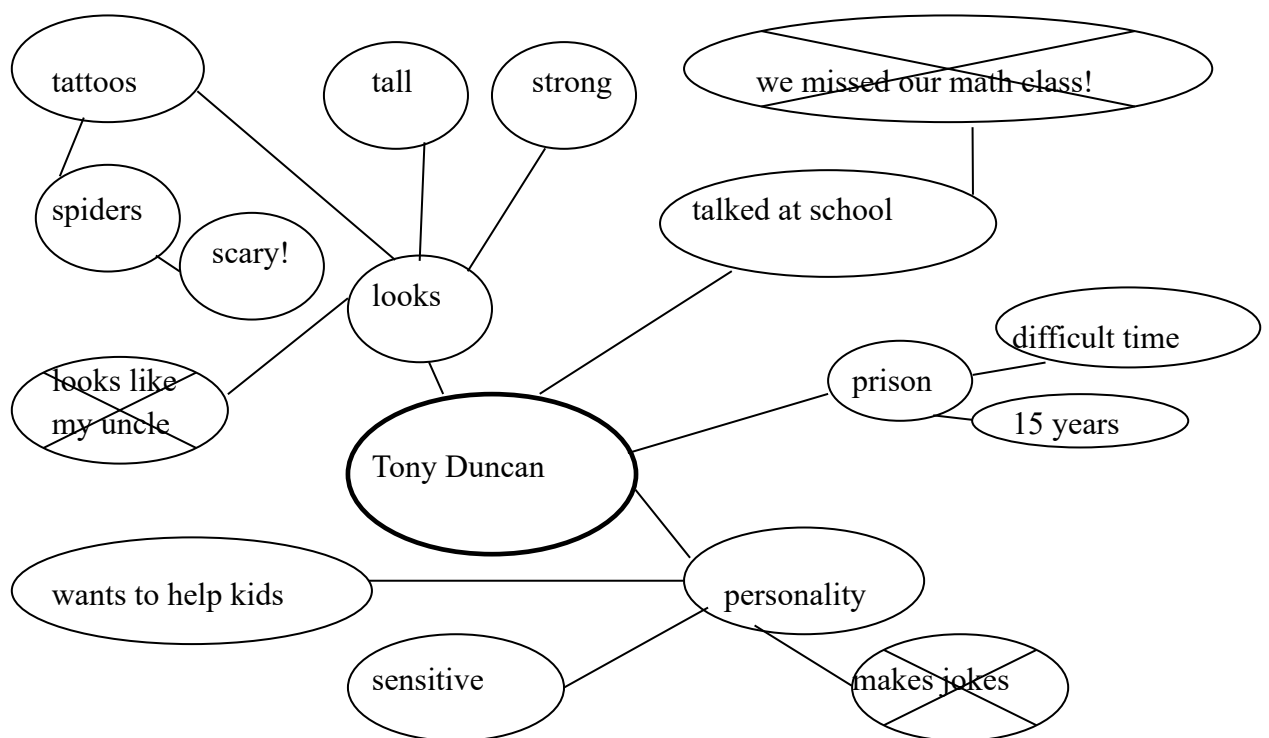 tattoos
tall
strong
we missed our math class!
spiders
scary!
talked at school
looks
difficult time
looks like
my uncle
prison
15 years
Tony Duncan
wants to help kids
personality
sensitive
makes jokes